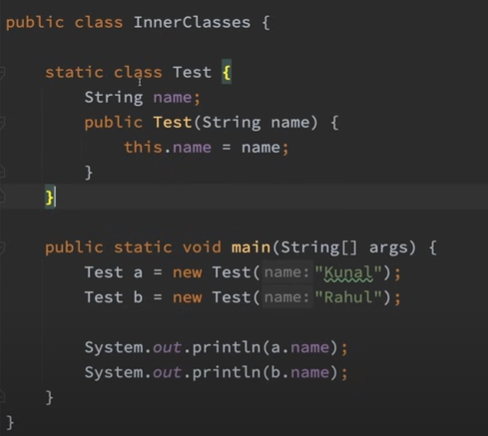 public class InnerClasses {
static class Test {
String name;
public Test(String name) {
this.name = name;
}
}
public static void main(String[] args) {
Test a = new Test( name: "Kunal");
Test b = new Test( name: "Rahul");
System.out.println(a.name);
System.out.println(b.name);
}
}